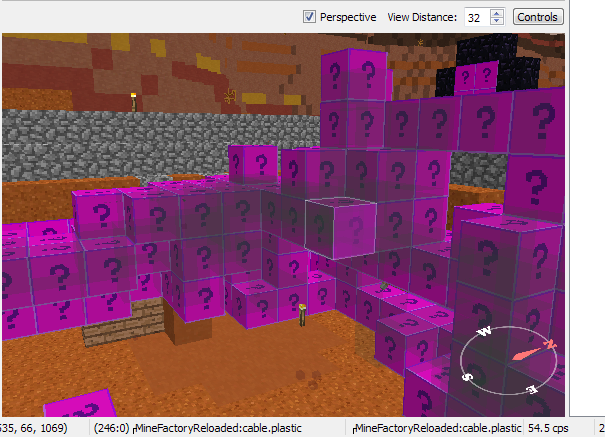 Perspective View Distance: 32 Controls
? ? ? ? ? ? ? ? ? ? ? ? ? ? ? ? ? ? ? ? ? ? ? ? ? ? ? ? ? ?
W N
S E
535, 66, 1069) (246:0) ┌MineFactoryReloaded:cable.plastic ┌MineFactoryReloaded:cable.plastic 54.5 cps 2